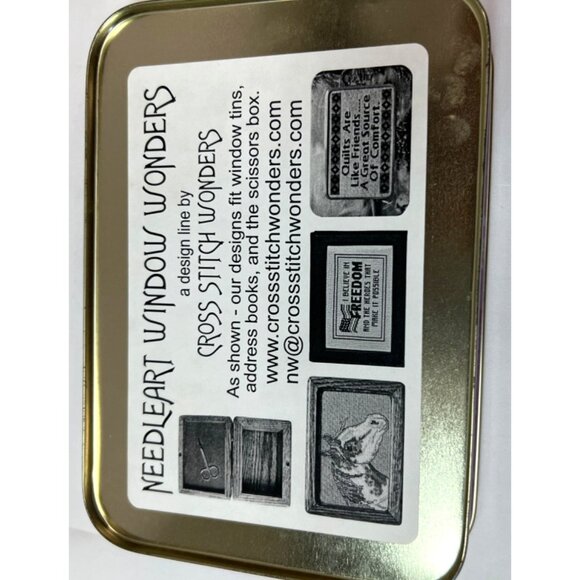 NEEDLEART WINDOW WONDERS
a design line by
CROSS STITCH WONDERS
As shown - our designs fit window tins,
address books, and the scissors box.
www.crossstitchwonders.com
nw@crossstitchwonders.com
I BELIEVE IN
FREEDOM
AND THE HEROES THAT
MAKE IT POSSIBLE
Quilts Are
Like Friends....
A Great Source
Of Comfort.